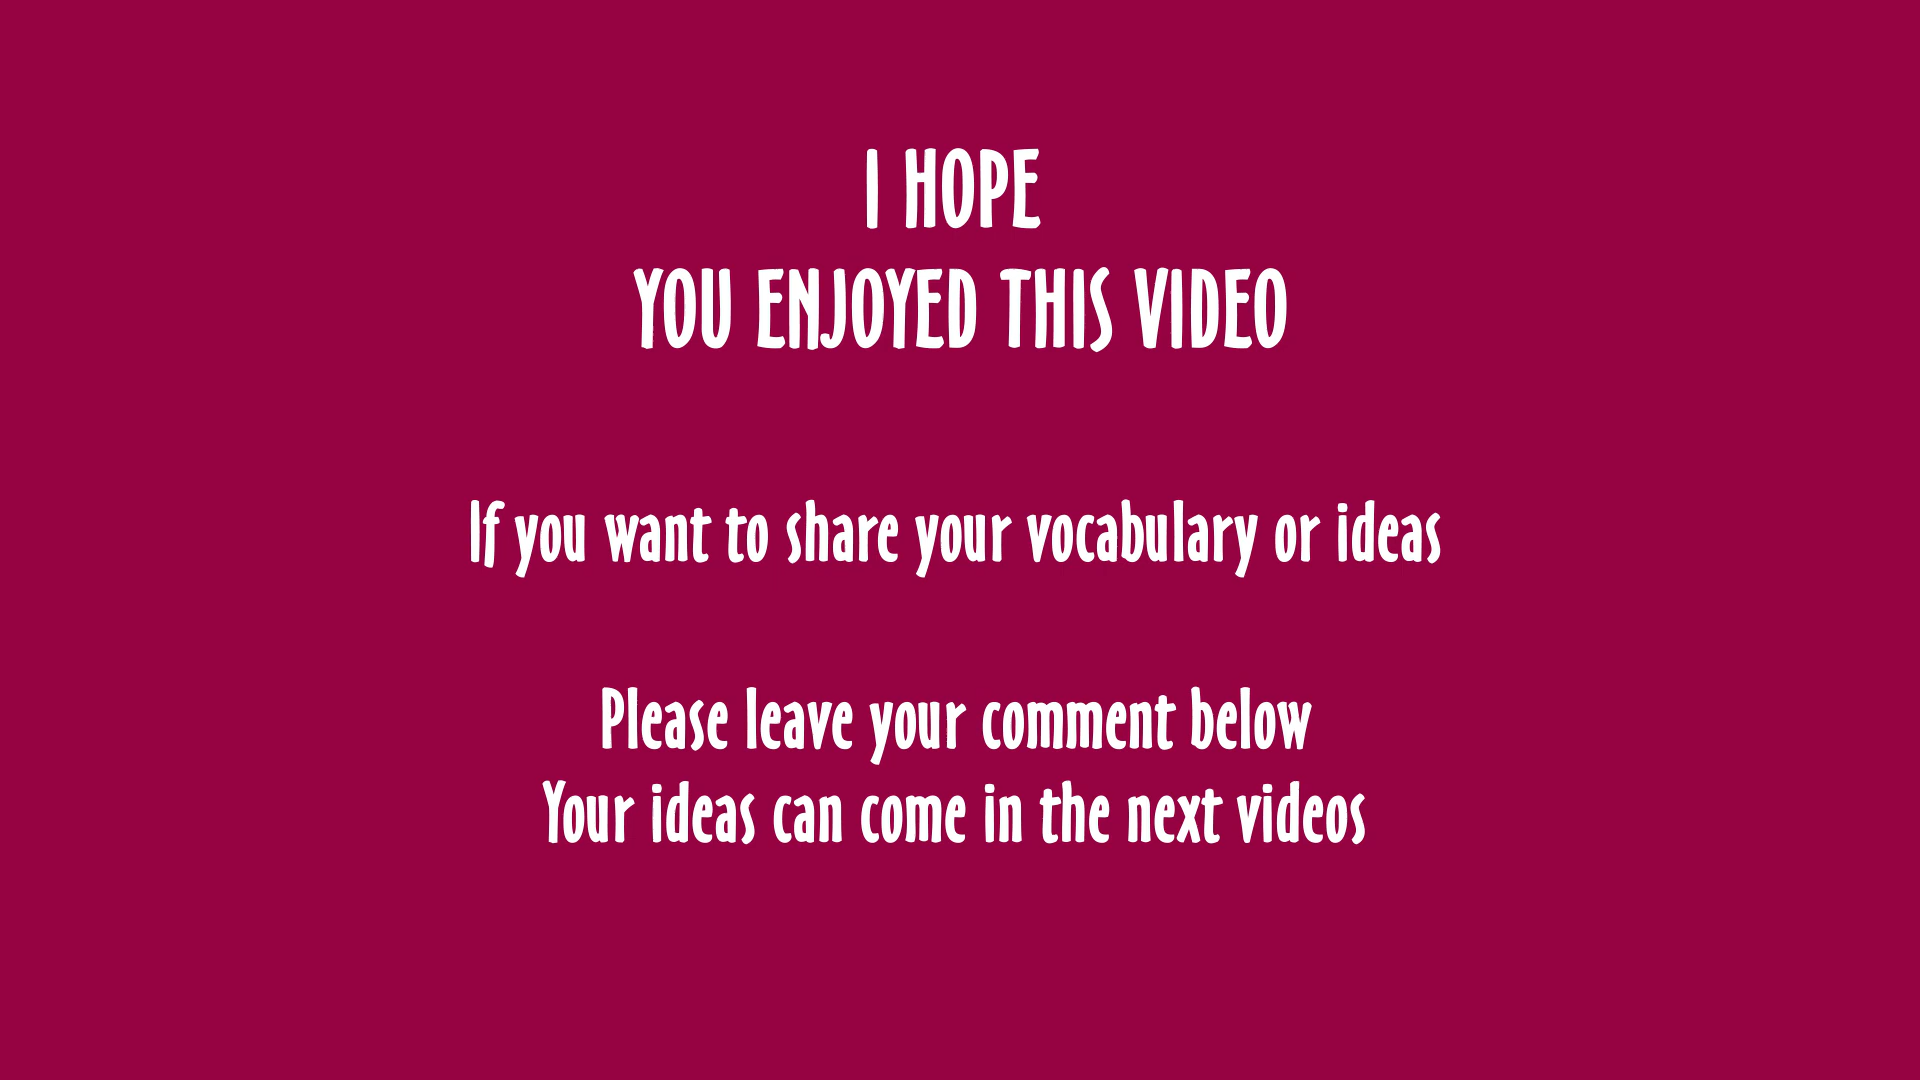 I HOPE
YOU ENJOYED THIS VIDEO
If you want to share your vocabulary or ideas
Please leave your comment below
Your ideas can come in the next videos